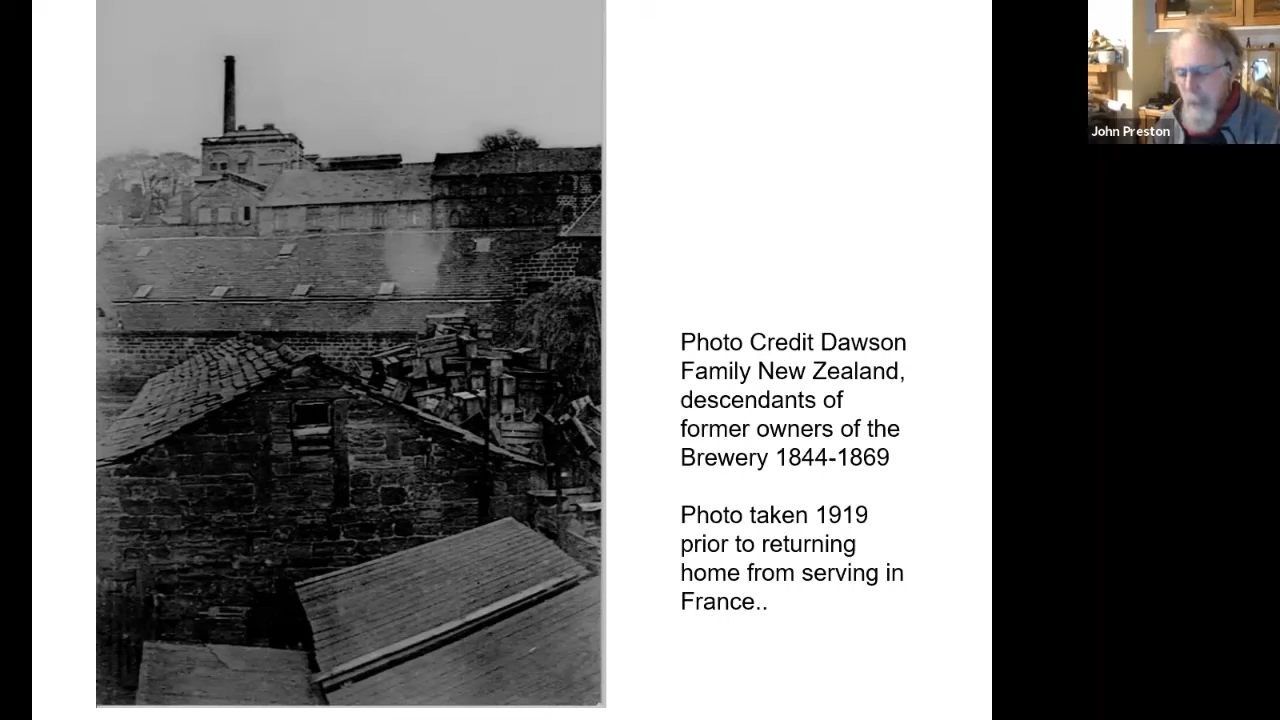 Photo Credit Dawson
Family New Zealand,
descendants of
former owners of the
Brewery 1844-1869
Photo taken 1919
prior to returning
home from serving in
France..
John Preston